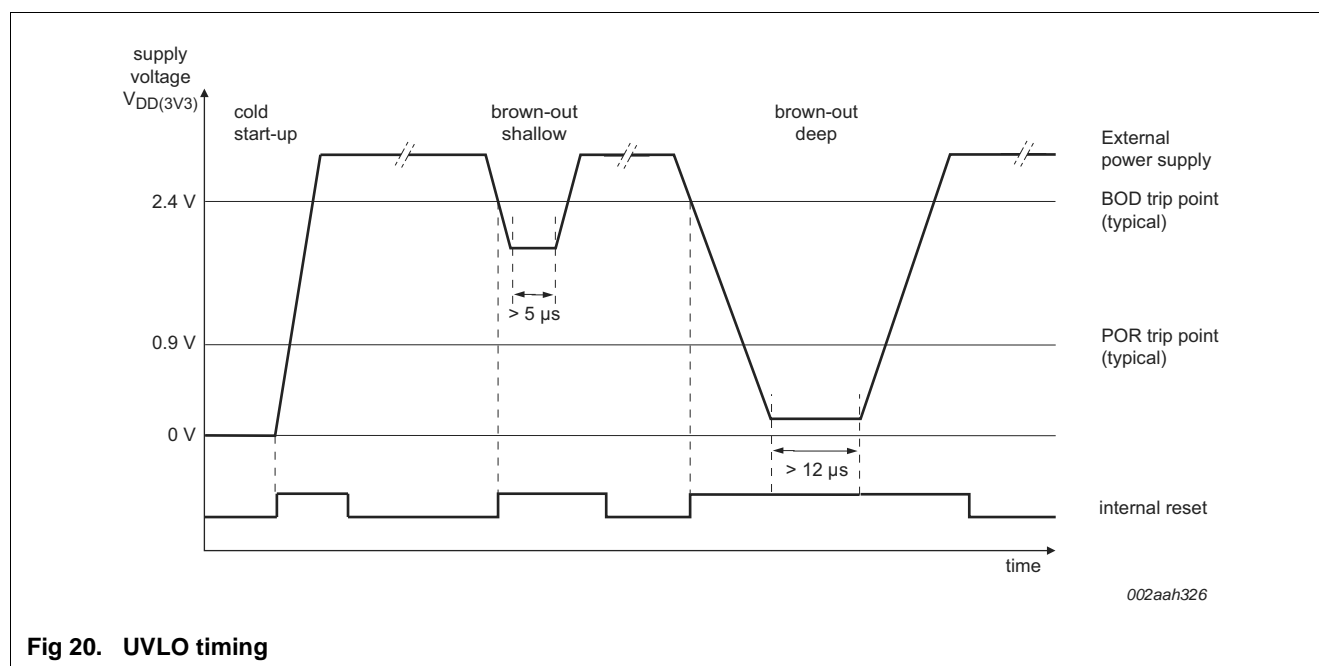 supply
voltage
VDD(3V3)
cold
start-up
brown-out
shallow
brown-out
deep
External
power supply
2.4 V
BOD trip point
(typical)
> 5 μs
0.9 V
POR trip point
(typical)
0 V
> 12 μs
internal reset
time
002aah326
Fig 20. UVLO timing